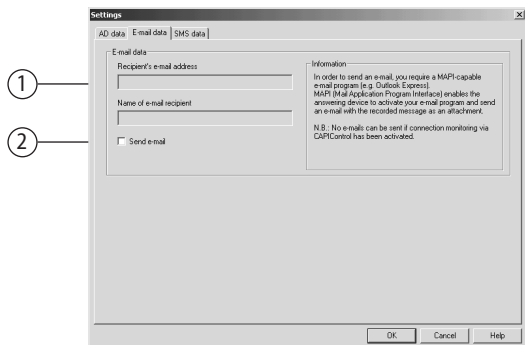 Settings
AD data E-mail data SMS data
E-mail data
Recipient's e-mail address
Name of e-mail recipient
Send e-mail
Information
In order to send an e-mail, you require a MAPI-capable
e-mail program (e.g. Outlook Express).
MAPI (Mail Application Program Interface) enables the
answering device to activate your e-mail program and send
an e-mail with the recorded message as an attachment.
N.B.: No e-mails can be sent if connection monitoring via
CAPIControl has been activated.
1
2
OK Cancel Help